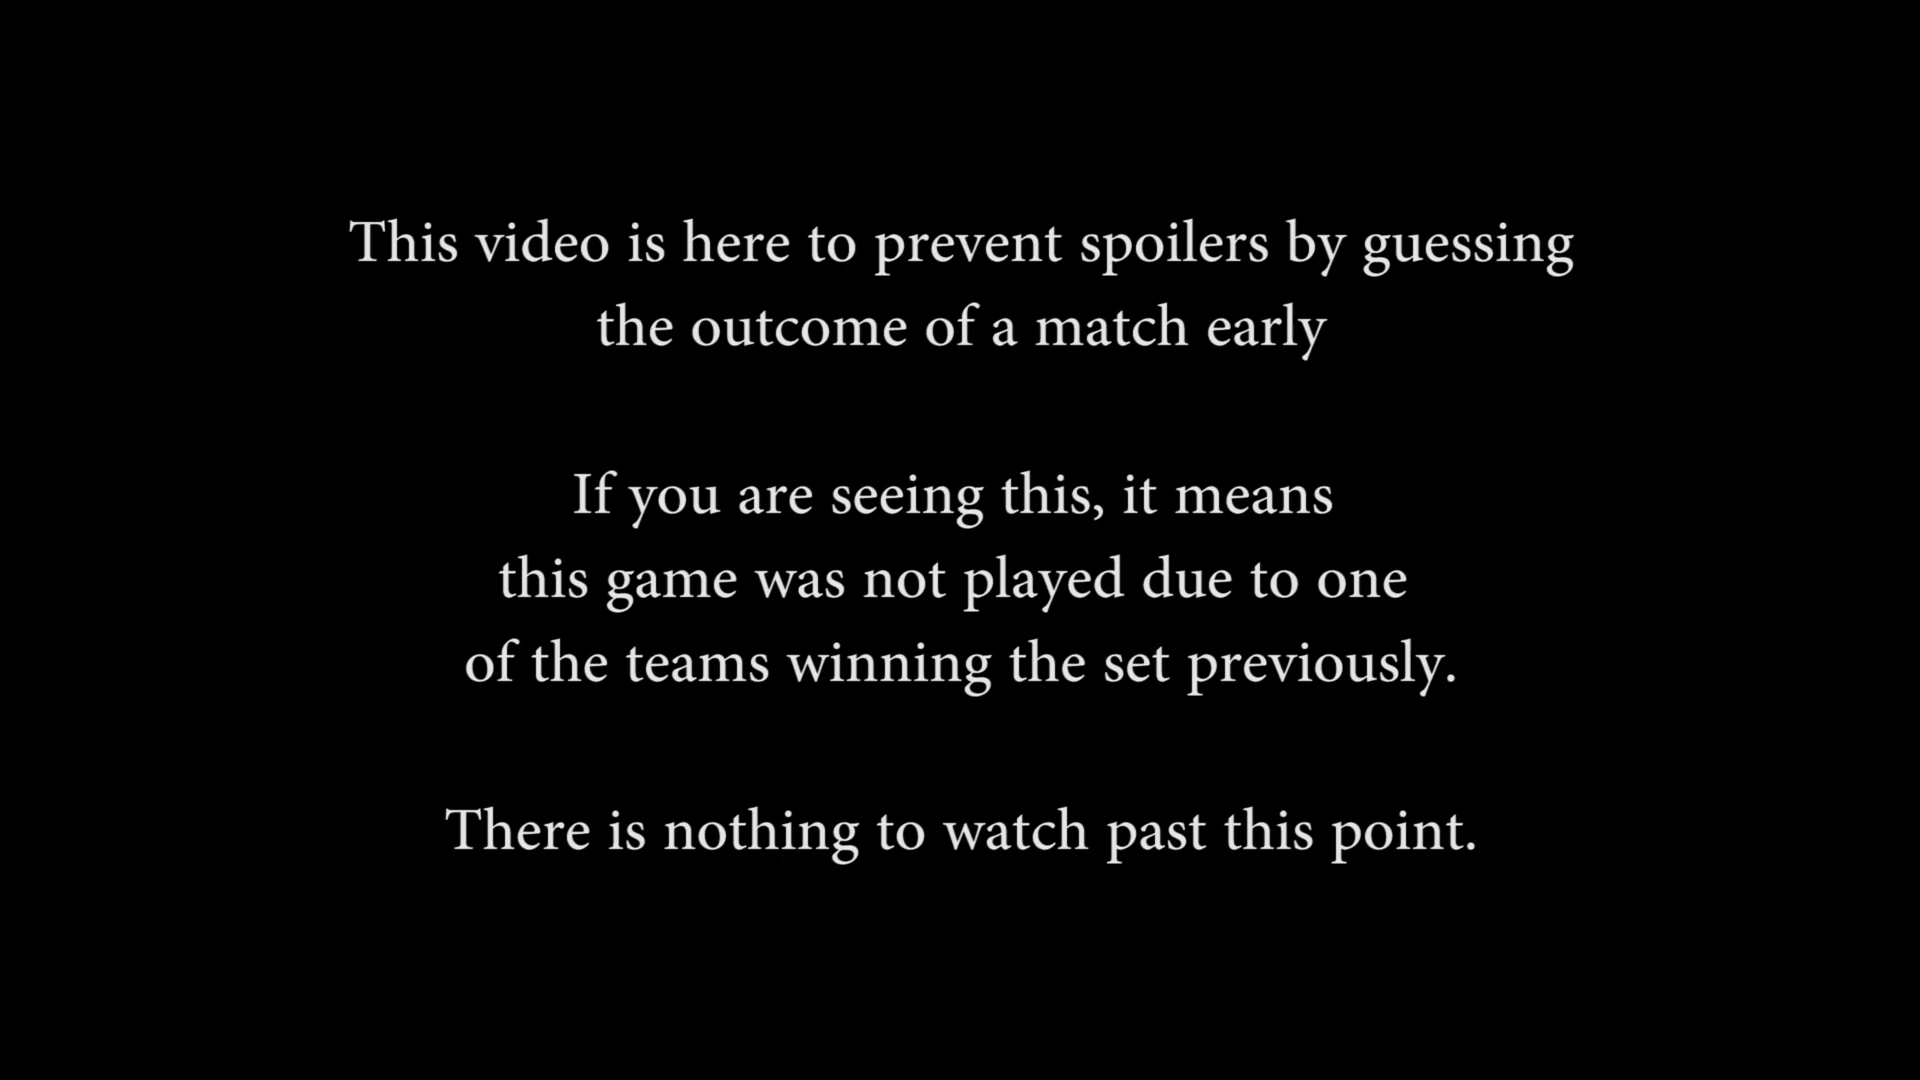 This video is here to prevent spoilers by guessing
the outcome of a match early
If you are seeing this, it means
this game was not played due to one
of the teams winning the set previously.
There is nothing to watch past this point.